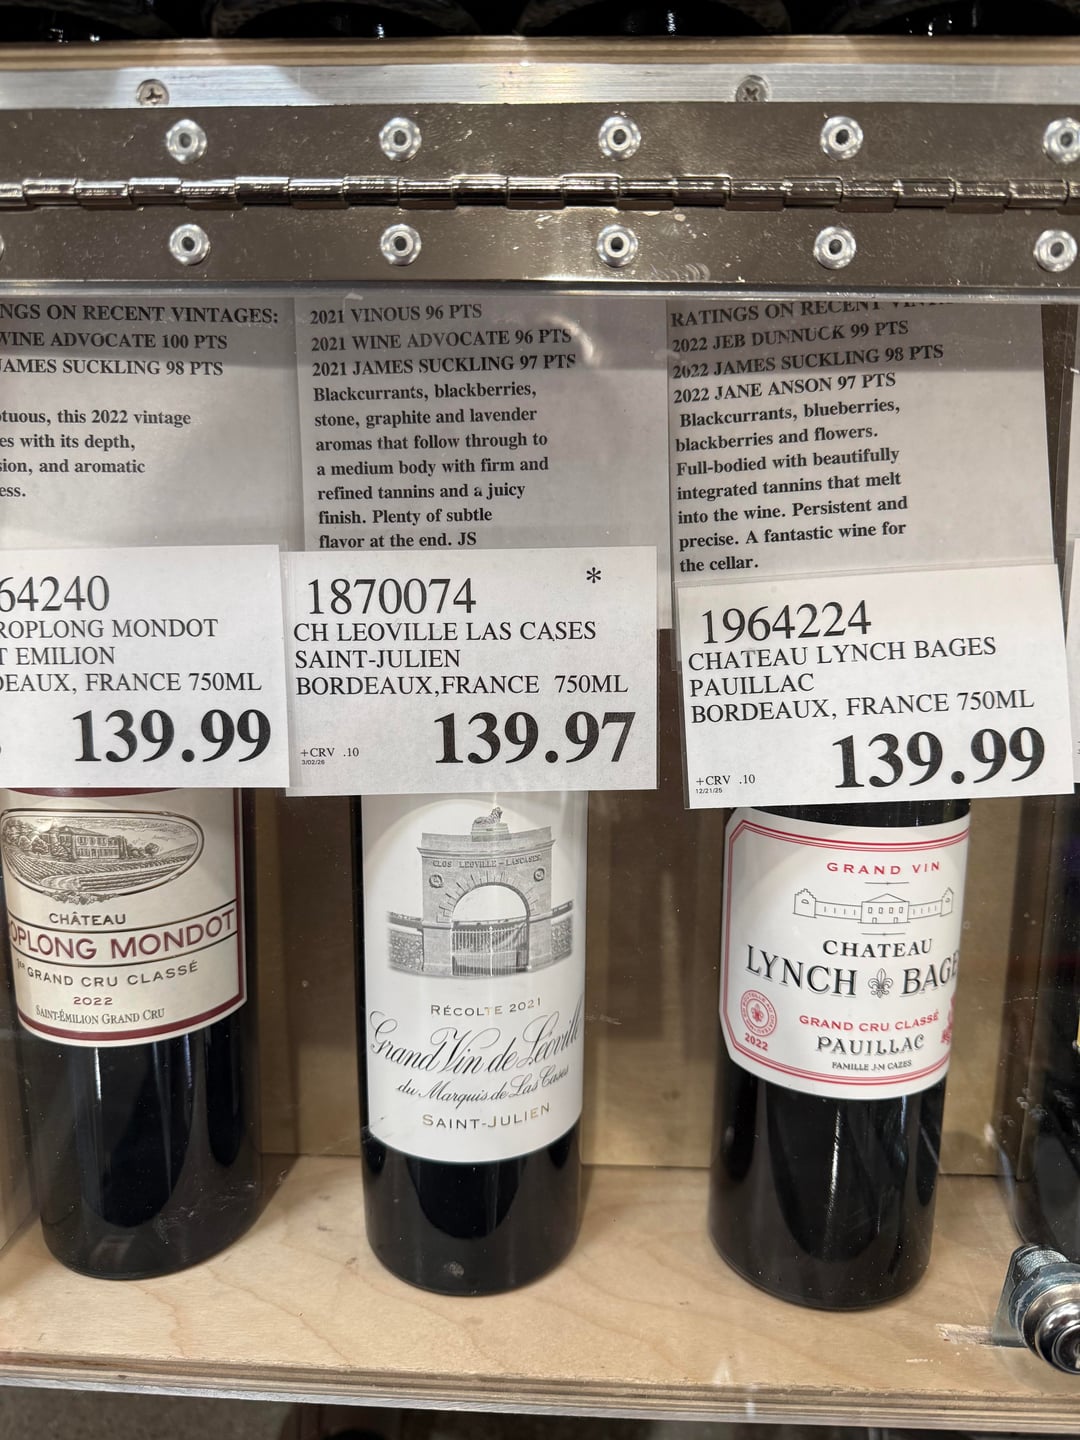 NGS ON RECENT VINTAGES:
WINE ADVOCATE 100 PTS
JAMES SUCKLING 98 PTS
ptuous, this 2022 vintage
es with its depth,
sion, and aromatic
ess.
64240
ROPLONG MONDOT
T EMILION
DEAUX, FRANCE 750ML
139.99
CHÂTEAU
OPLONG MONDOT
1er GRAND CRU CLASSÉ
2022
SAINT-ÉMILION GRAND CRU
2021 VINOUS 96 PTS
2021 WINE ADVOCATE 96 PTS
2021 JAMES SUCKLING 97 PTS
Blackcurrants, blackberries,
stone, graphite and lavender
aromas that follow through to
a medium body with firm and
refined tannins and a juicy
finish. Plenty of subtle
flavor at the end. JS
1870074 *
CH LEOVILLE LAS CASES
SAINT-JULIEN
BORDEAUX,FRANCE 750ML
+CRV .10 139.97
3/02/26
CLOS LEOVILLE-LASCASES
RÉCOLTE 2021
Grand Vin de Léoville
du Marquis de Las Cases
SAINT-JULIEN
RATINGS ON RECENT
2022 JEB DUNNUCK 99 PTS
2022 JAMES SUCKLING 98 PTS
2022 JANE ANSON 97 PTS
Blackcurrants, blueberries,
blackberries and flowers.
Full-bodied with beautifully
integrated tannins that melt
into the wine. Persistent and
precise. A fantastic wine for
the cellar.
1964224
CHATEAU LYNCH BAGES
PAUILLAC
BORDEAUX, FRANCE 750ML
+CRV .10 139.99
12/21/25
GRAND VIN
CHATEAU
LYNCH BAGE
GRAND CRU CLASSÉ
PAUILLAC
2022
FAMILLE J-M CAZES